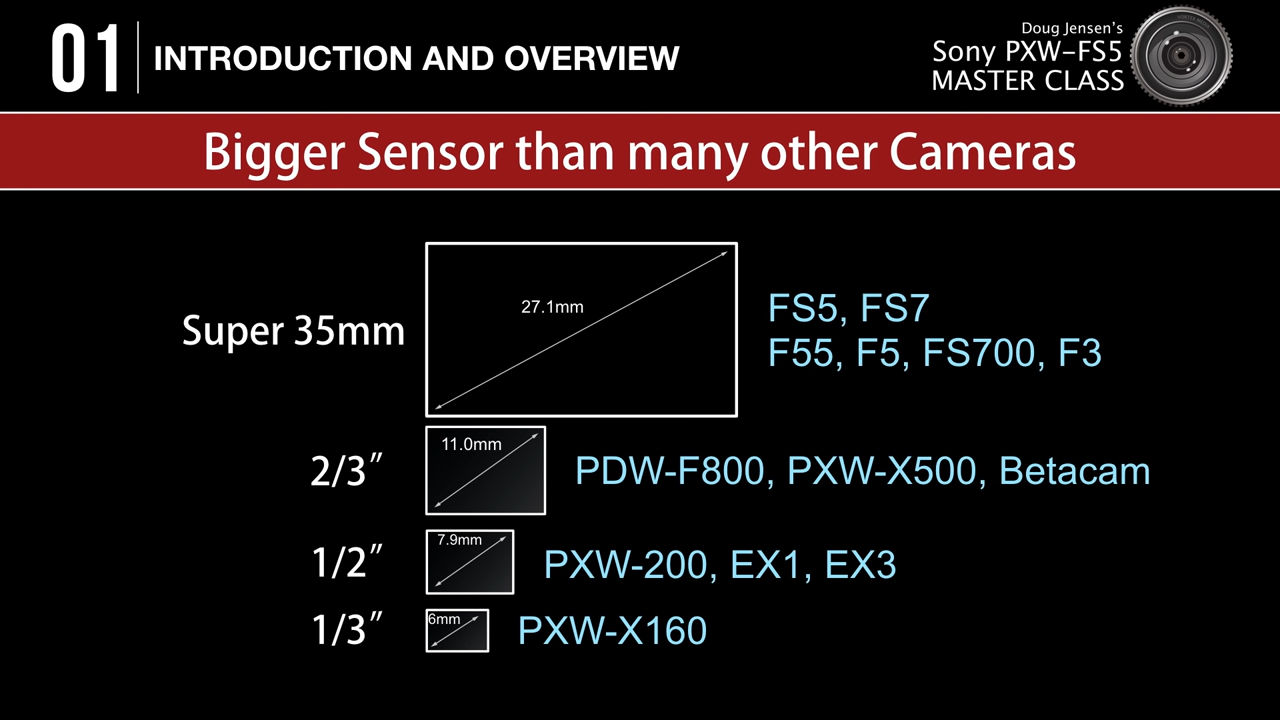 01
INTRODUCTION AND OVERVIEW
Doug Jensen's
Sony PXW-FS5
MASTER CLASS
Bigger Sensor than many other Cameras
Super 35mm
27.1mm
FS5, FS7
F55, F5, FS700, F3
2/3"
11.0mm
PDW-F800, PXW-X500, Betacam
1/2"
7.9mm
PXW-200, EX1, EX3
1/3"
6mm
PXW-X160